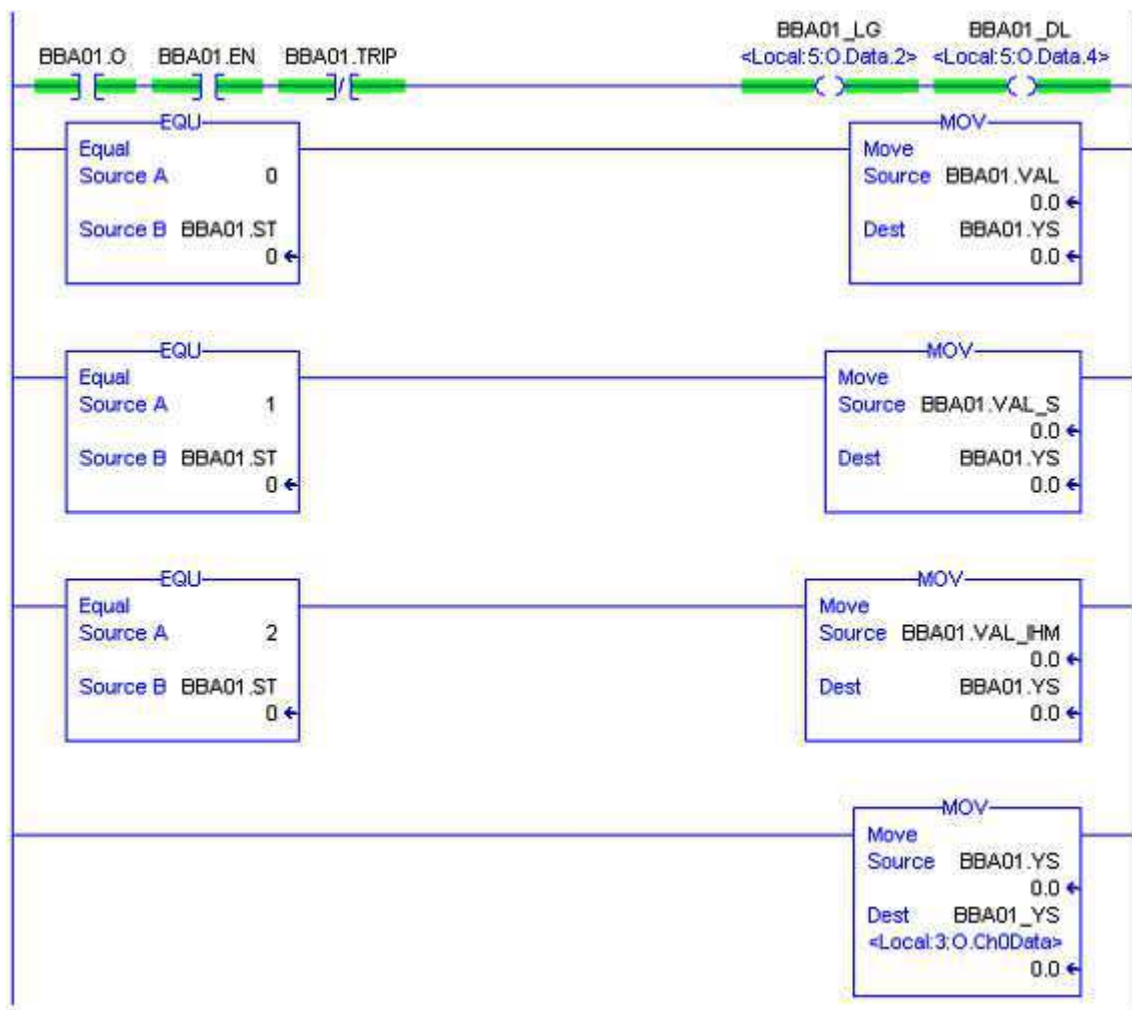 BBA01_LG BBA01_DL
BBA01.O BBA01.EN BBA01.TRIP <Local:5:O.Data.2> <Local:5:O.Data.4>
EQU MOV
Equal Move
Source A 0 Source BBA01.VAL
0.0
Source B BBA01.ST Dest BBA01.YS
0 0.0
EQU MOV
Equal Move
Source A 1 Source BBA01.VAL_S
0.0
Source B BBA01.ST Dest BBA01.YS
0 0.0
EQU MOV
Equal Move
Source A 2 Source BBA01.VAL_IHM
0.0
Source B BBA01.ST Dest BBA01.YS
0 0.0
MOV
Move
Source BBA01.YS
0.0
Dest BBA01_YS
<Local:3:O.Ch0Data>
0.0